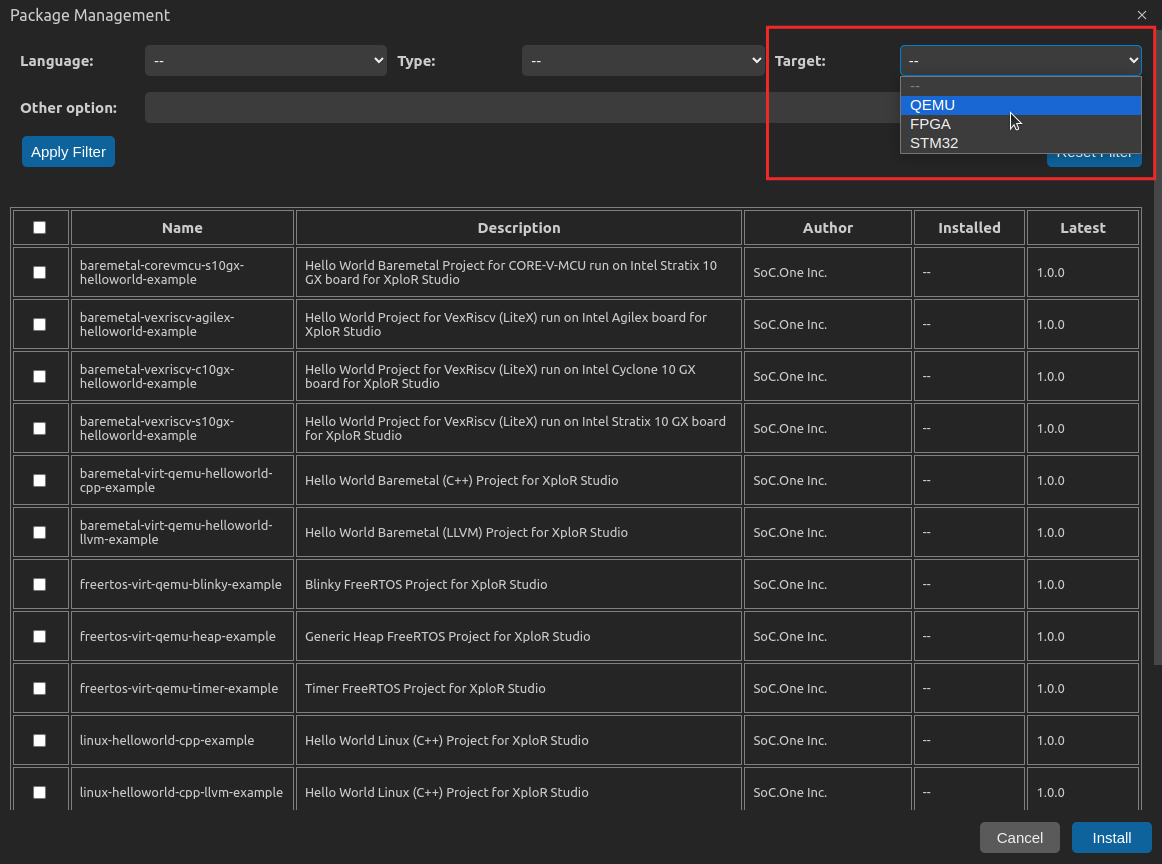 Package Management
Language: -- Type: -- Target: --
--
QEMU
FPGA
STM32
Other option:
Apply Filter Reset Filter
Name Description Author Installed Latest
baremetal-corevmcu-s10gx-
helloworld-example
Hello World Baremetal Project for CORE-V-MCU run on Intel Stratix 10
GX board for XploR Studio
SoC.One Inc. -- 1.0.0
baremetal-vexriscv-agilex-
helloworld-example
Hello World Project for VexRiscv (LiteX) run on Intel Agilex board for
XploR Studio
SoC.One Inc. -- 1.0.0
baremetal-vexriscv-c10gx-
helloworld-example
Hello World Project for VexRiscv (LiteX) run on Intel Cyclone 10 GX
board for XploR Studio
SoC.One Inc. -- 1.0.0
baremetal-vexriscv-s10gx-
helloworld-example
Hello World Project for VexRiscv (LiteX) run on Intel Stratix 10 GX board
for XploR Studio
SoC.One Inc. -- 1.0.0
baremetal-virt-qemu-helloworld-
cpp-example
Hello World Baremetal (C++) Project for XploR Studio
SoC.One Inc. -- 1.0.0
baremetal-virt-qemu-helloworld-
llvm-example
Hello World Baremetal (LLVM) Project for XploR Studio
SoC.One Inc. -- 1.0.0
freertos-virt-qemu-blinky-example Blinky FreeRTOS Project for XploR Studio SoC.One Inc. -- 1.0.0
freertos-virt-qemu-heap-example Generic Heap FreeRTOS Project for XploR Studio SoC.One Inc. -- 1.0.0
freertos-virt-qemu-timer-example Timer FreeRTOS Project for XploR Studio SoC.One Inc. -- 1.0.0
linux-helloworld-cpp-example Hello World Linux (C++) Project for XploR Studio SoC.One Inc. -- 1.0.0
linux-helloworld-cpp-llvm-example Hello World Linux (C++) Project for XploR Studio SoC.One Inc. -- 1.0.0
Cancel Install